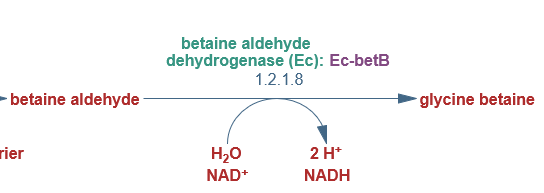 betaine aldehyde
dehydrogenase (Ec): Ec-betB
1.2.1.8
betaine aldehyde
glycine betaine
rier
H₂O
2 H⁺
NAD⁺
NADH